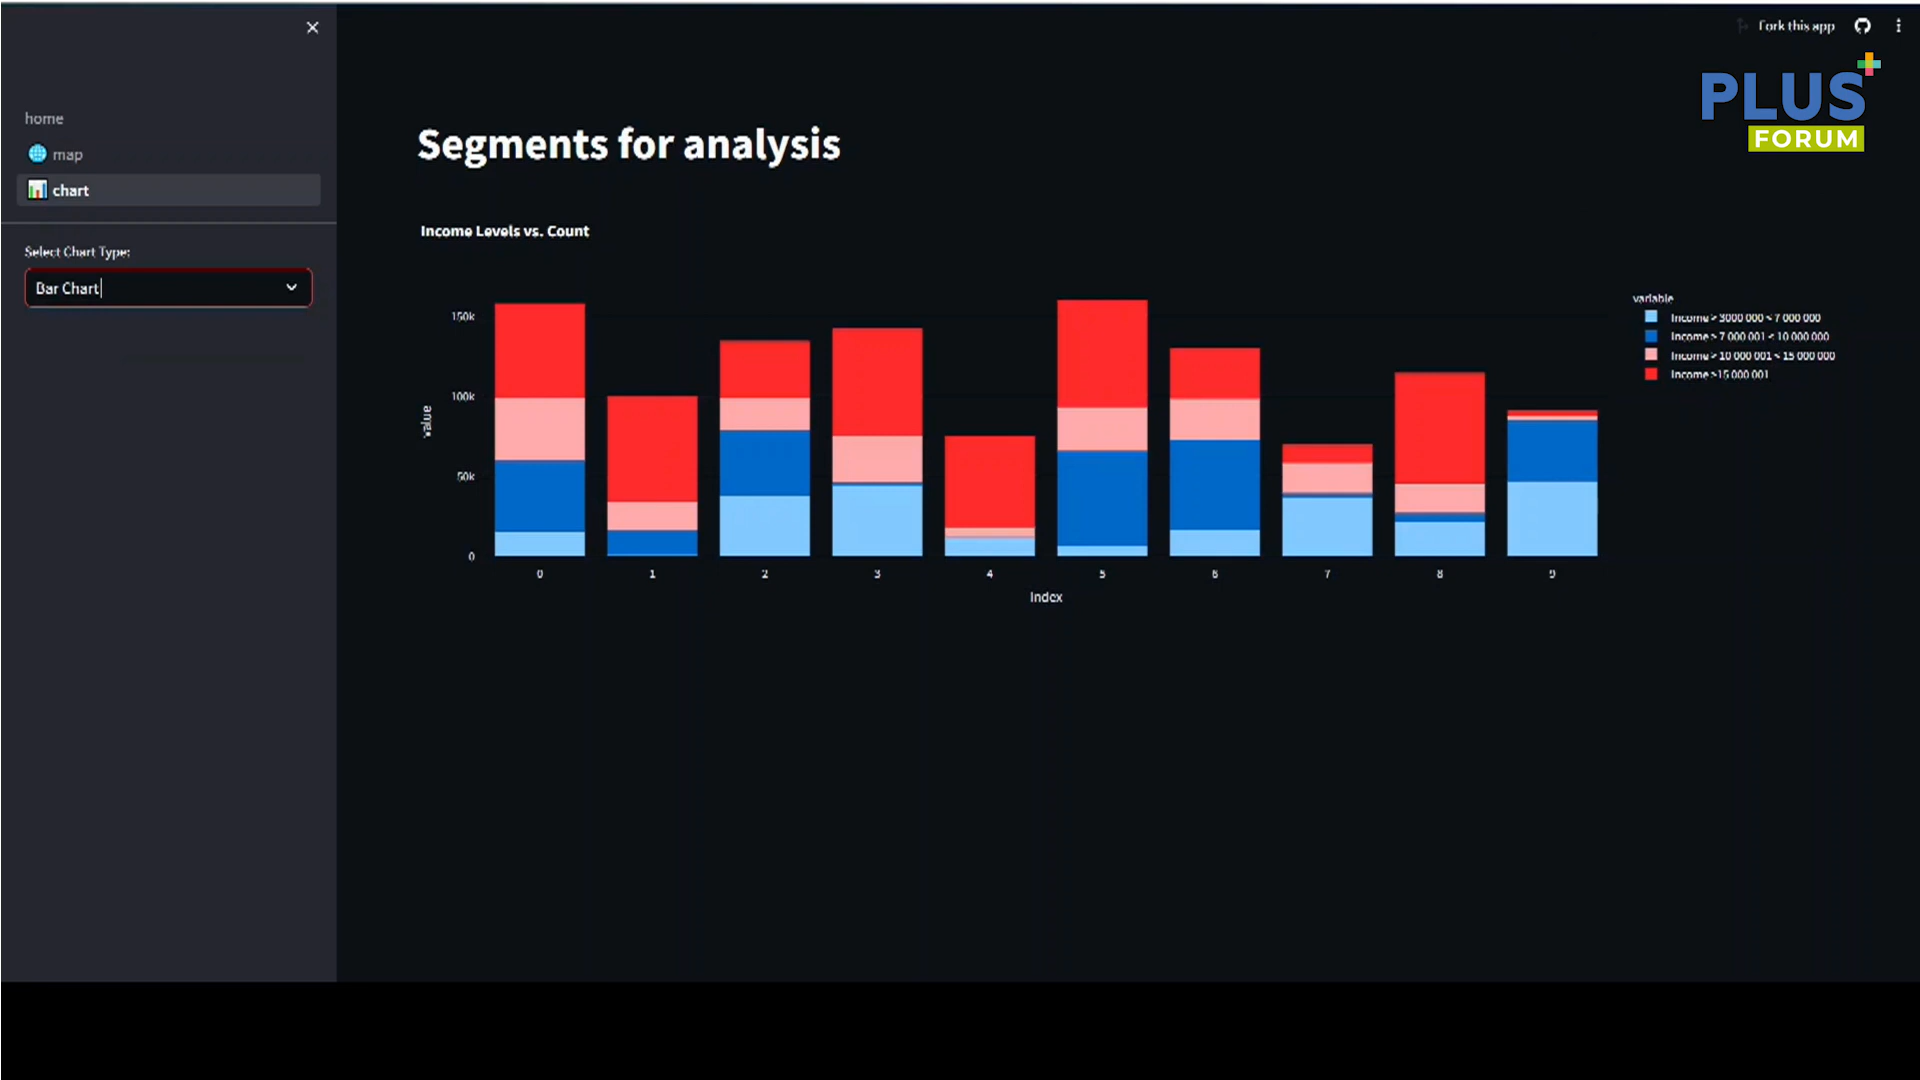 Fork this app
PLUS
FORUM
home
map
chart
Select Chart Type:
Bar Chart
Segments for analysis
Income Levels vs. Count
150k
100k
50k
0
value
0 1 2 3 4 5 6 7 8 9
Index
variable
Income > 3000 000 < 7 000 000
Income > 7 000 001 < 10 000 000
Income > 10 000 001 < 15 000 000
Income >15 000 001